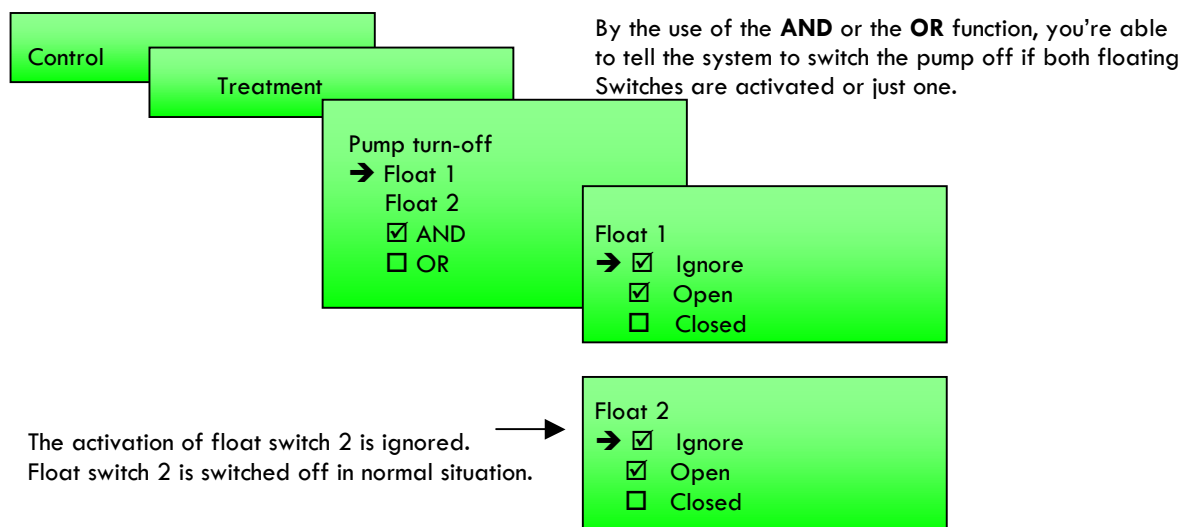 By the use of the AND or the OR function, you’re able
to tell the system to switch the pump off if both floating
Switches are activated or just one.
Control
Treatment
Pump turn-off
➔ Float 1
Float 2
☑ AND
☐ OR
Float 1
➔ ☑ Ignore
☑ Open
☐ Closed
The activation of float switch 2 is ignored.
Float switch 2 is switched off in normal situation.
Float 2
➔ ☑ Ignore
☑ Open
☐ Closed